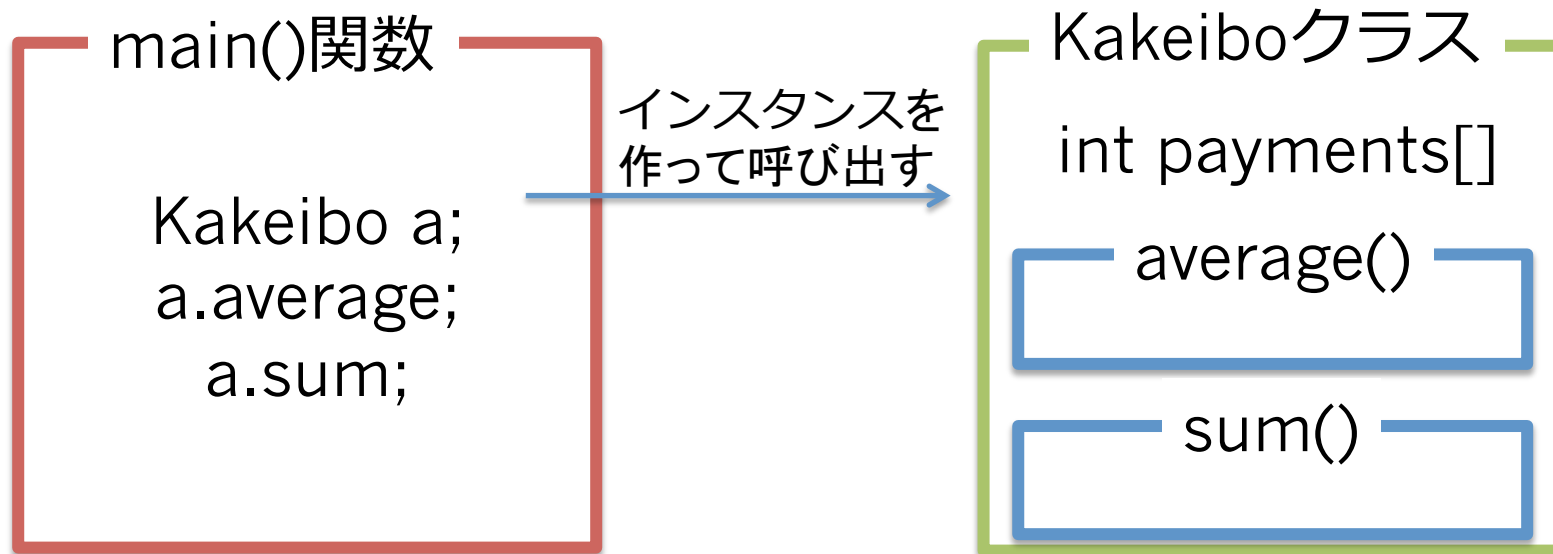 main()関数
Kakeibo a;
a.average;
a.sum;
インスタンスを
作って呼び出す
Kakeiboクラス
int payments[]
average()
sum()